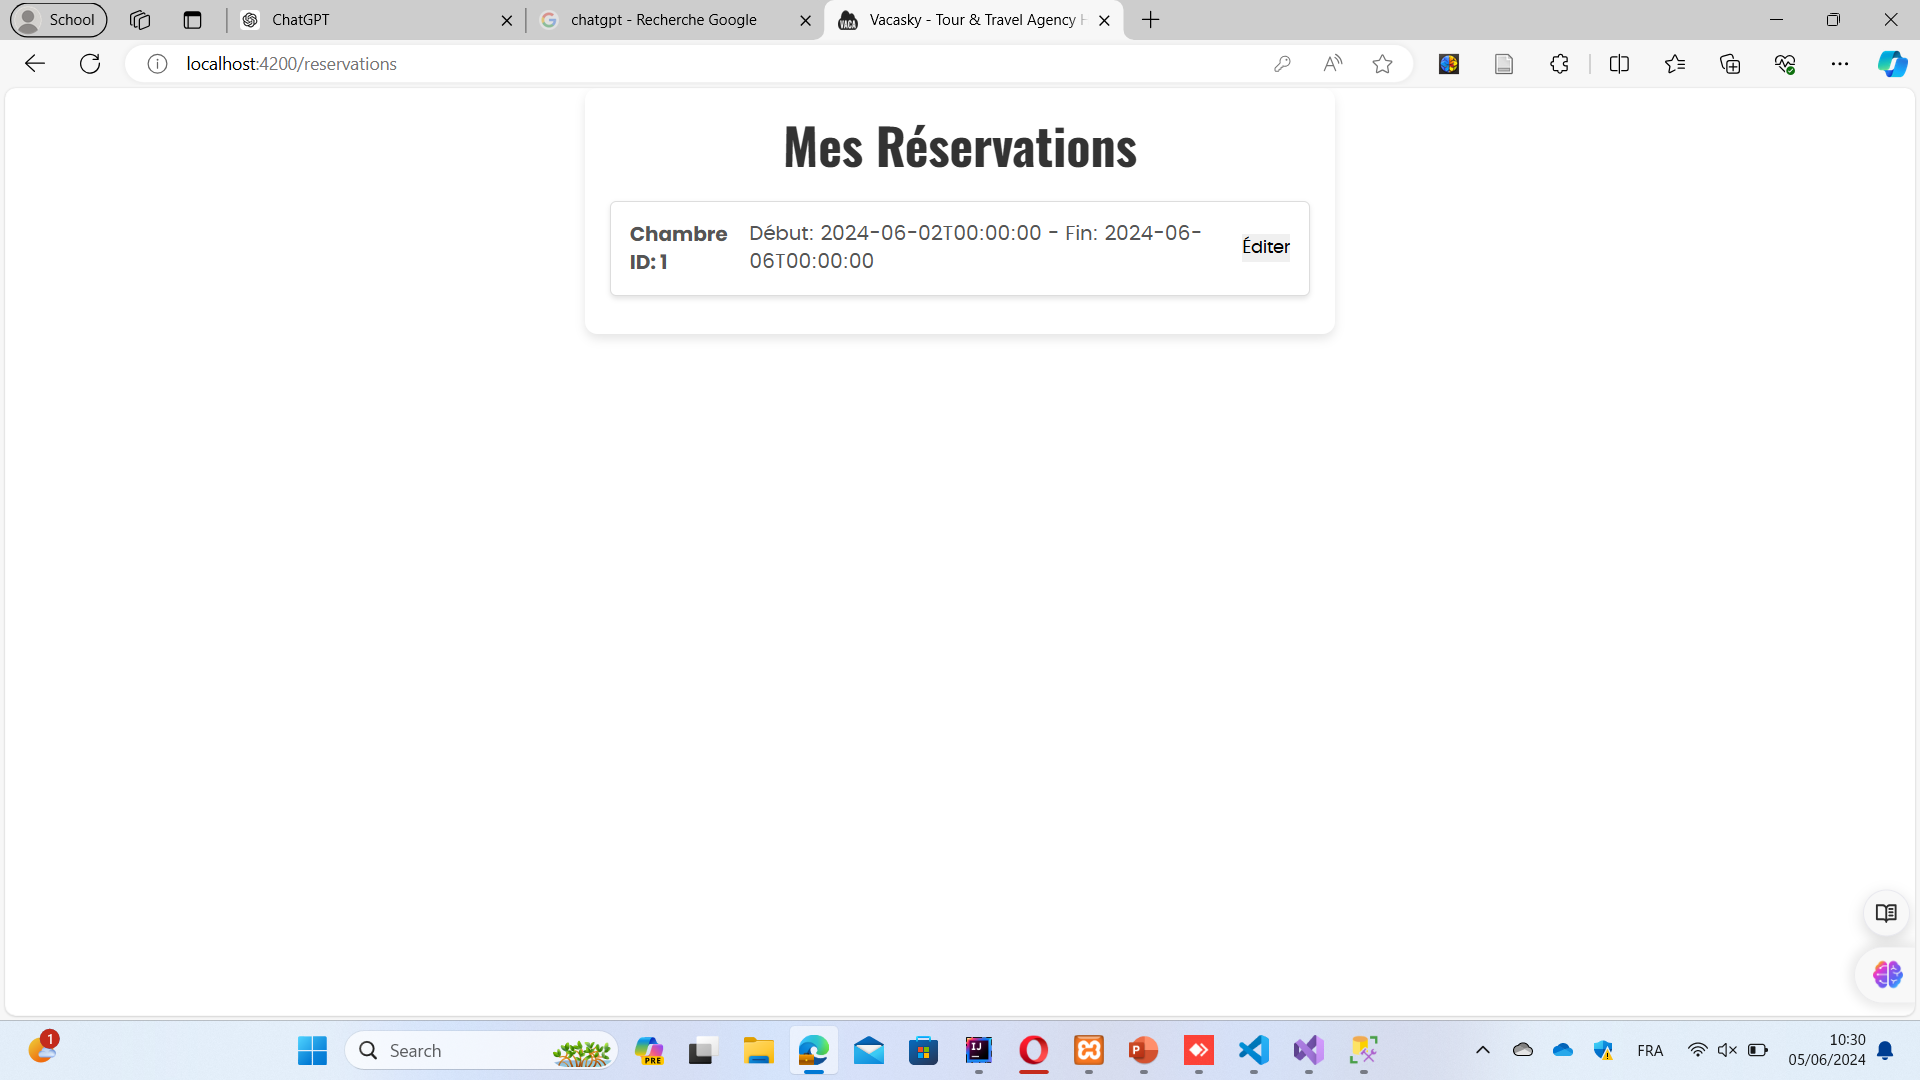 School
ChatGPT
chatgpt - Recherche Google
Vacasky - Tour & Travel Agency H
localhost:4200/reservations
Mes Réservations
Chambre
ID: 1
Début: 2024-06-02T00:00:00 - Fin: 2024-06-
06T00:00:00
Éditer
1
Search
PRE
FRA
10:30
05/06/2024